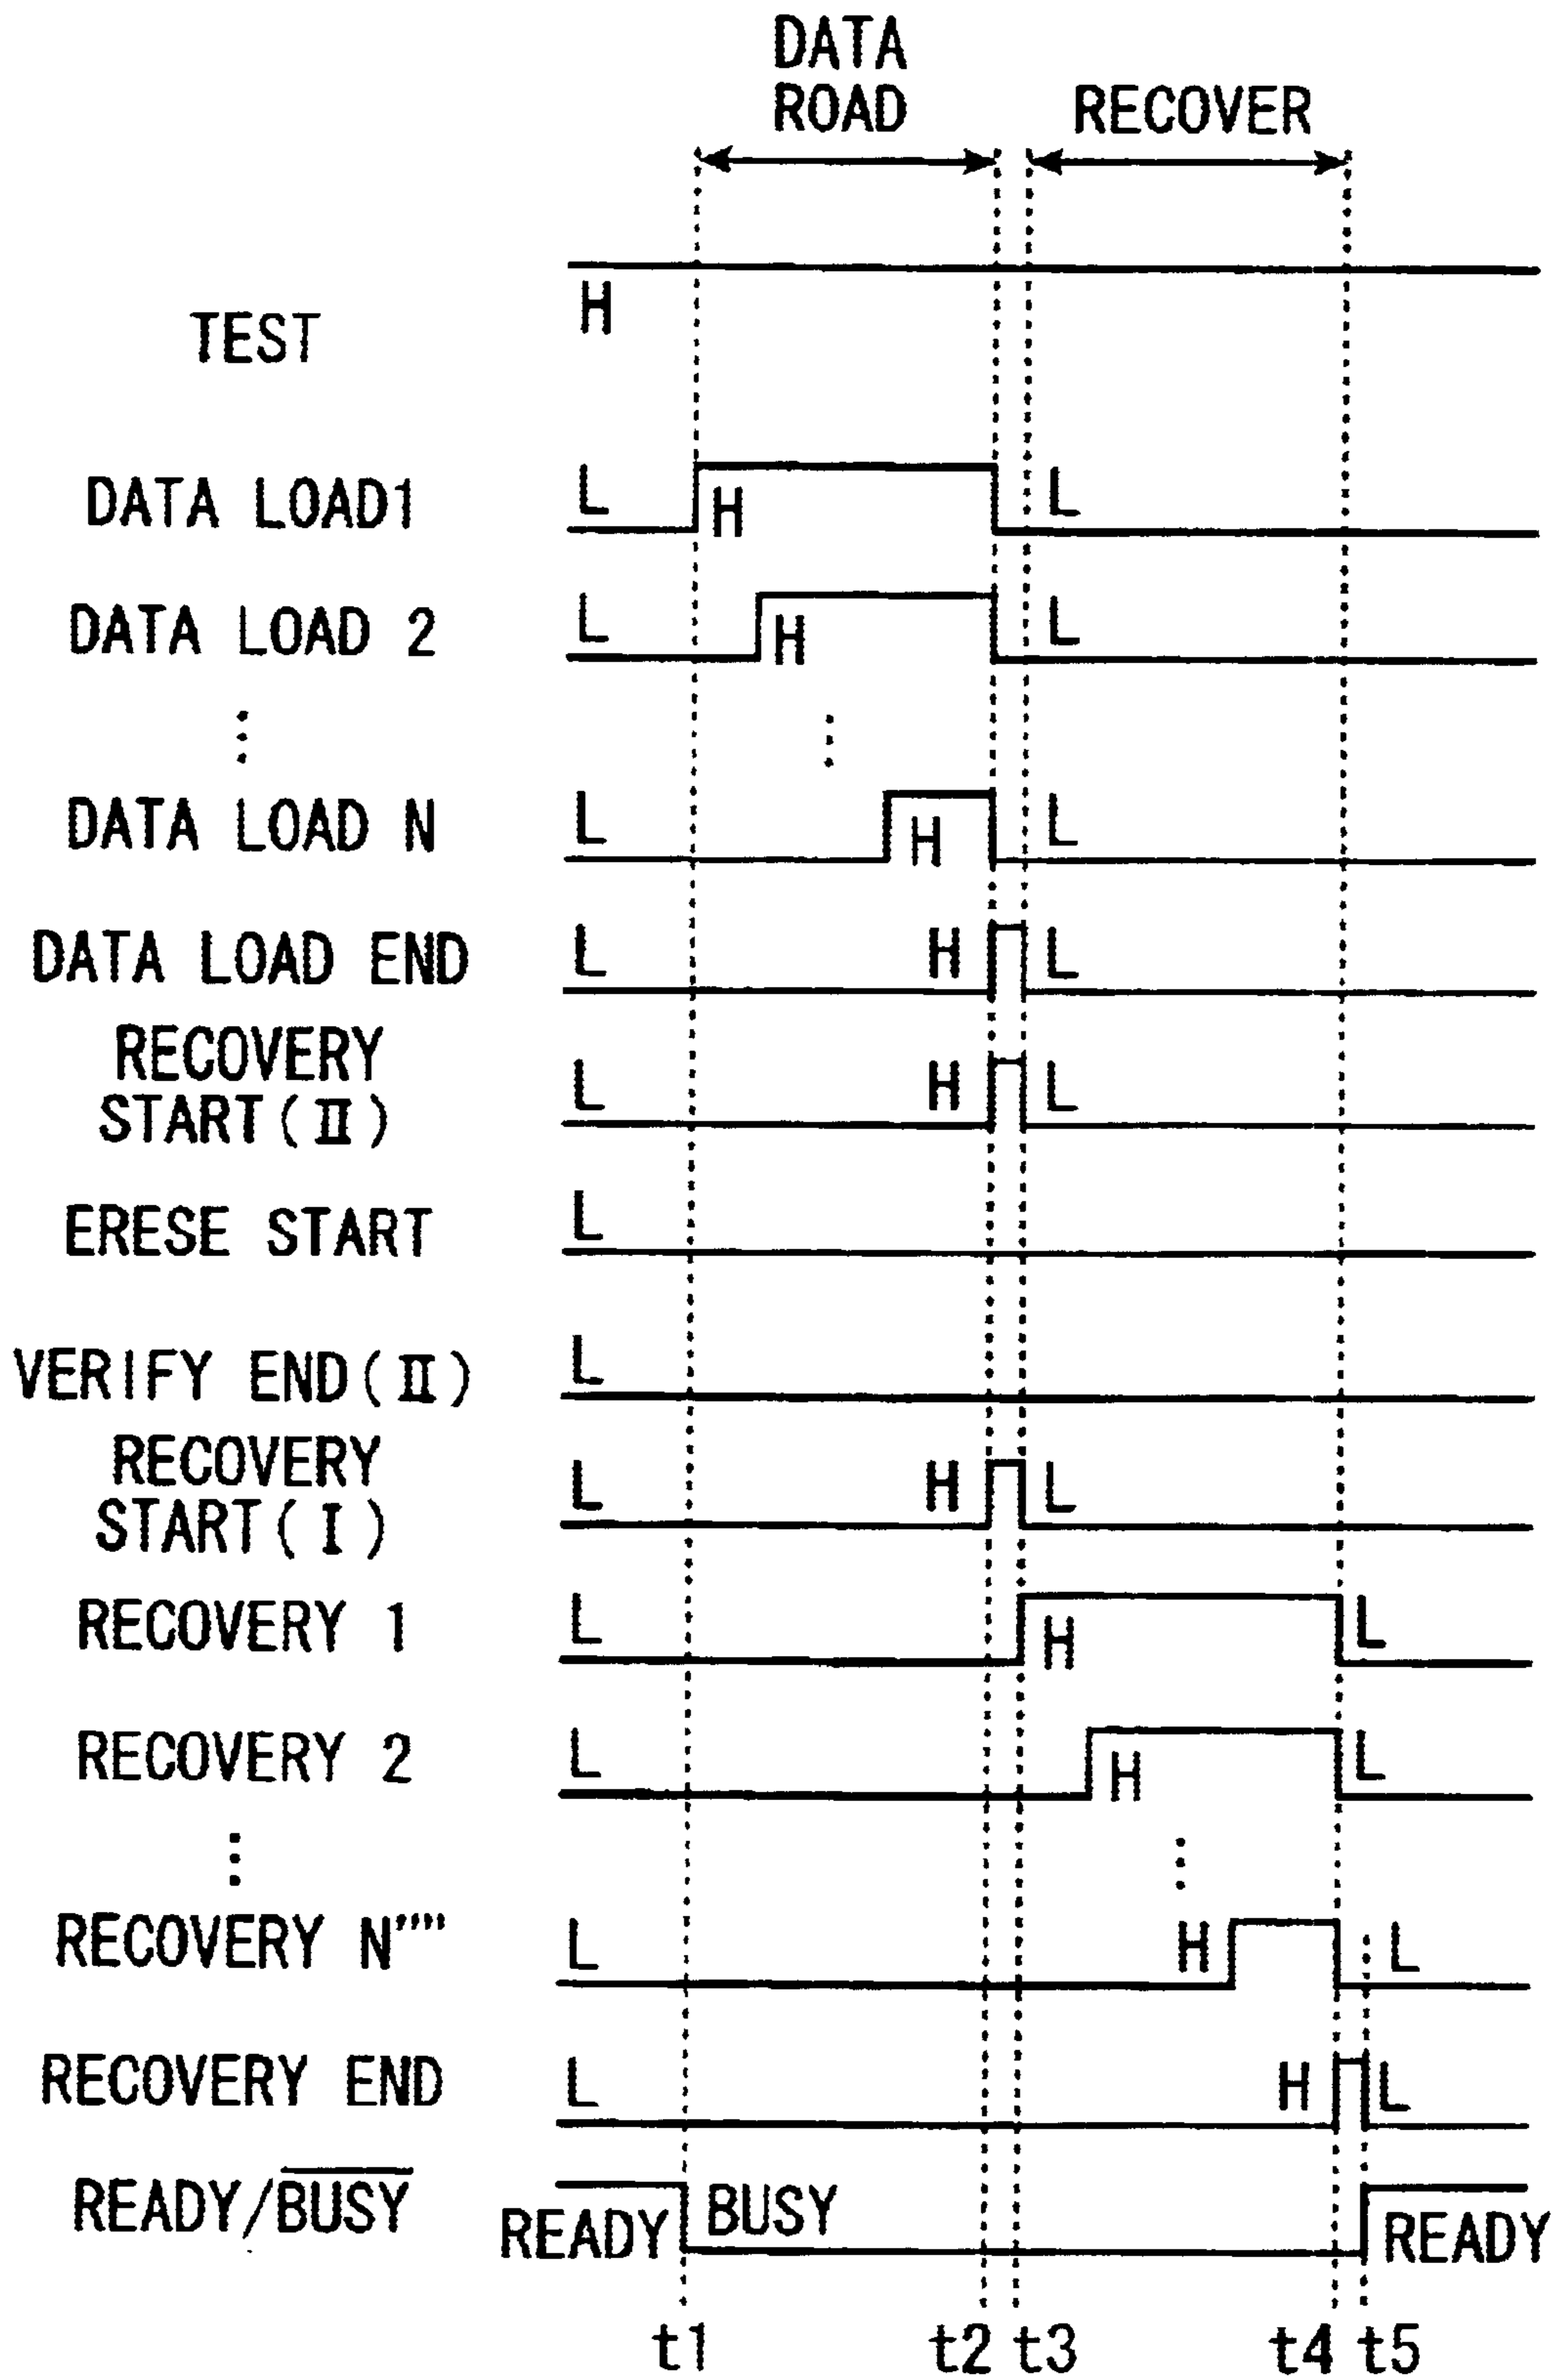 DATA
ROAD
RECOVER
TEST
H
DATA LOAD1
L
H
L
DATA LOAD 2
L
H
L
⋮
⋮
DATA LOAD N
L
H
L
DATA LOAD END
L
H
L
RECOVERY
START(II)
L
H
L
ERESE START
L
VERIFY END(II)
L
RECOVERY
START(I)
L
H
L
RECOVERY 1
L
H
L
RECOVERY 2
L
H
L
⋮
⋮
RECOVERY N''''
L
H
L
RECOVERY END
L
H
L
READY/B̅U̅S̅Y̅
READY
BUSY
READY
t1
t2
t3
t4
t5